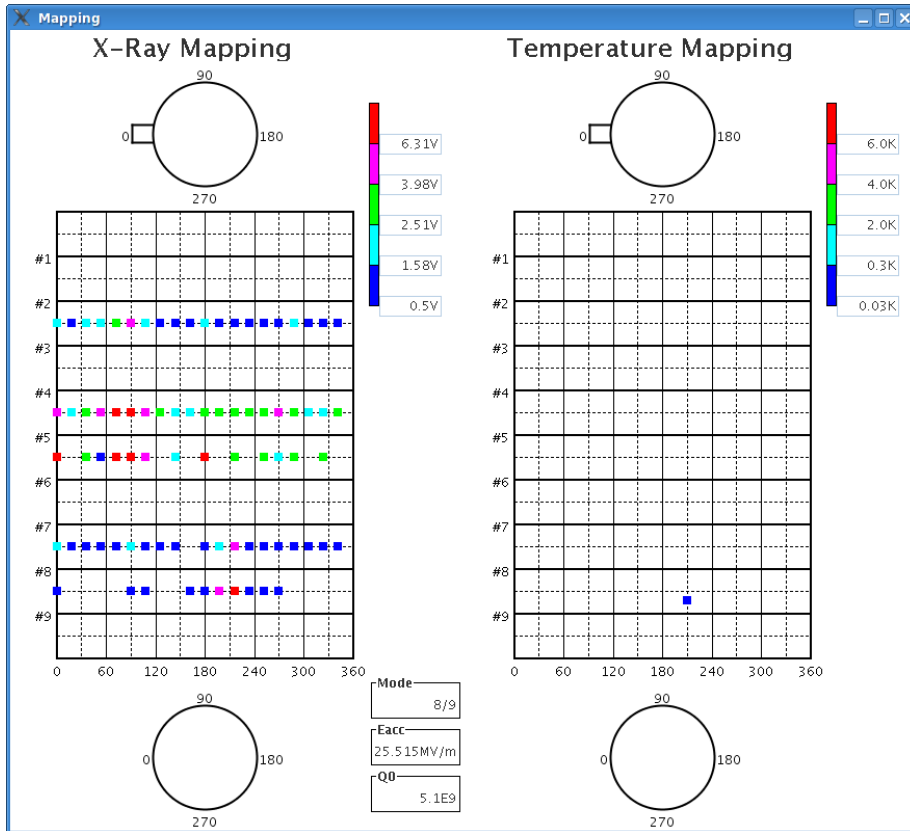 Mapping
X-Ray Mapping
90
0
180
270
6.31V
3.98V
2.51V
1.58V
0.5V
#1
#2
#3
#4
#5
#6
#7
#8
#9
0 60 120 180 240 300 360
90
0
180
270
Mode
8/9
Eacc
25.515MV/m
Q0
5.1E9
Temperature Mapping
90
0
180
270
6.0K
4.0K
2.0K
0.3K
0.03K
#1
#2
#3
#4
#5
#6
#7
#8
#9
0 60 120 180 240 300 360
90
0
180
270